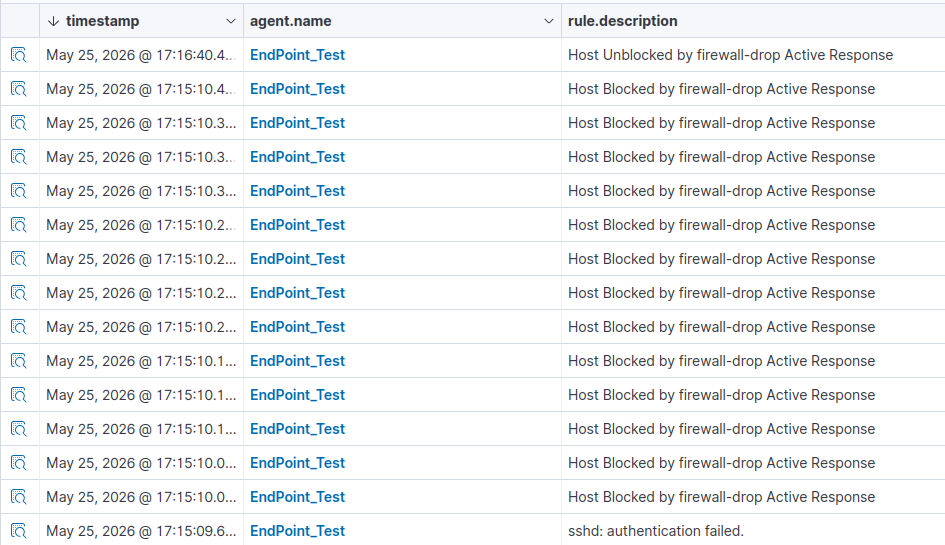 timestamp agent.name rule.description
May 25, 2026 @ 17:16:40.4... EndPoint_Test Host Unblocked by firewall-drop Active Response
May 25, 2026 @ 17:15:10.4... EndPoint_Test Host Blocked by firewall-drop Active Response
May 25, 2026 @ 17:15:10.3... EndPoint_Test Host Blocked by firewall-drop Active Response
May 25, 2026 @ 17:15:10.3... EndPoint_Test Host Blocked by firewall-drop Active Response
May 25, 2026 @ 17:15:10.3... EndPoint_Test Host Blocked by firewall-drop Active Response
May 25, 2026 @ 17:15:10.2... EndPoint_Test Host Blocked by firewall-drop Active Response
May 25, 2026 @ 17:15:10.2... EndPoint_Test Host Blocked by firewall-drop Active Response
May 25, 2026 @ 17:15:10.2... EndPoint_Test Host Blocked by firewall-drop Active Response
May 25, 2026 @ 17:15:10.2... EndPoint_Test Host Blocked by firewall-drop Active Response
May 25, 2026 @ 17:15:10.1... EndPoint_Test Host Blocked by firewall-drop Active Response
May 25, 2026 @ 17:15:10.1... EndPoint_Test Host Blocked by firewall-drop Active Response
May 25, 2026 @ 17:15:10.1... EndPoint_Test Host Blocked by firewall-drop Active Response
May 25, 2026 @ 17:15:10.0... EndPoint_Test Host Blocked by firewall-drop Active Response
May 25, 2026 @ 17:15:10.0... EndPoint_Test Host Blocked by firewall-drop Active Response
May 25, 2026 @ 17:15:09.6... EndPoint_Test sshd: authentication failed.